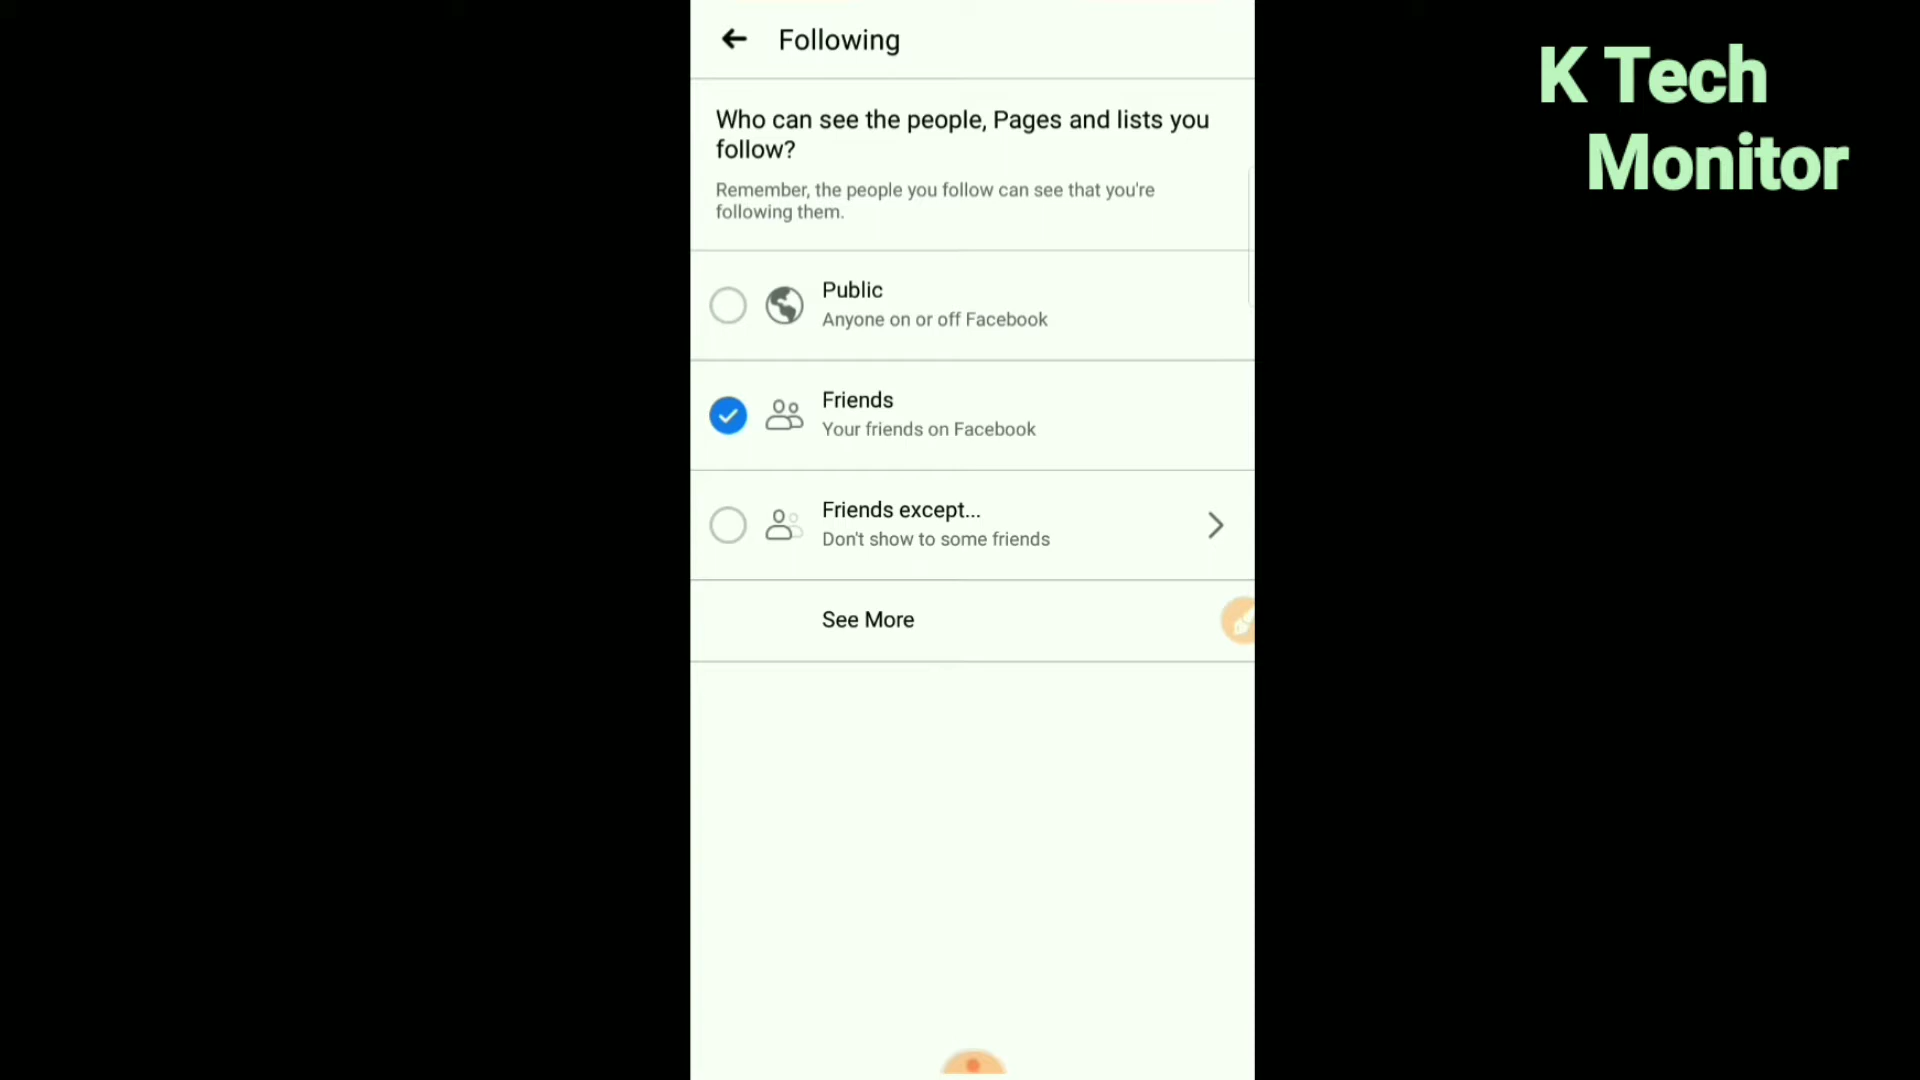 Following
K Tech
Monitor
Who can see the people, Pages and lists you
follow?
Remember, the people you follow can see that you're
following them.
Public
Anyone on or off Facebook
Friends
Your friends on Facebook
Friends except...
Don't show to some friends
See More